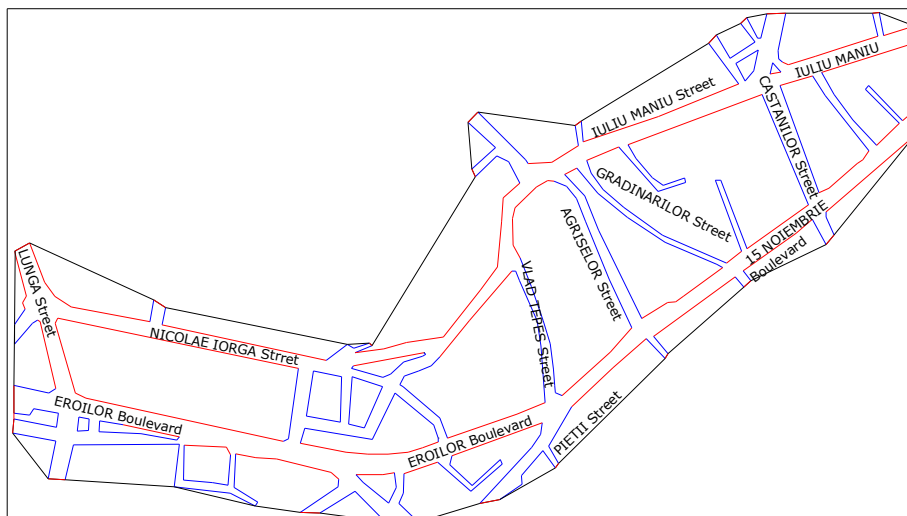 IULIU MANIU
IULIU MANIU Street
CASTANILOR Street
GRADINARILOR Street
AGRISELOR Street
15 NOIEMBRIE
Boulevard
LUNGA Street
VLAD TEPES Street
NICOLAE IORGA Strret
EROILOR Boulevard
EROILOR Boulevard
PIETII Street